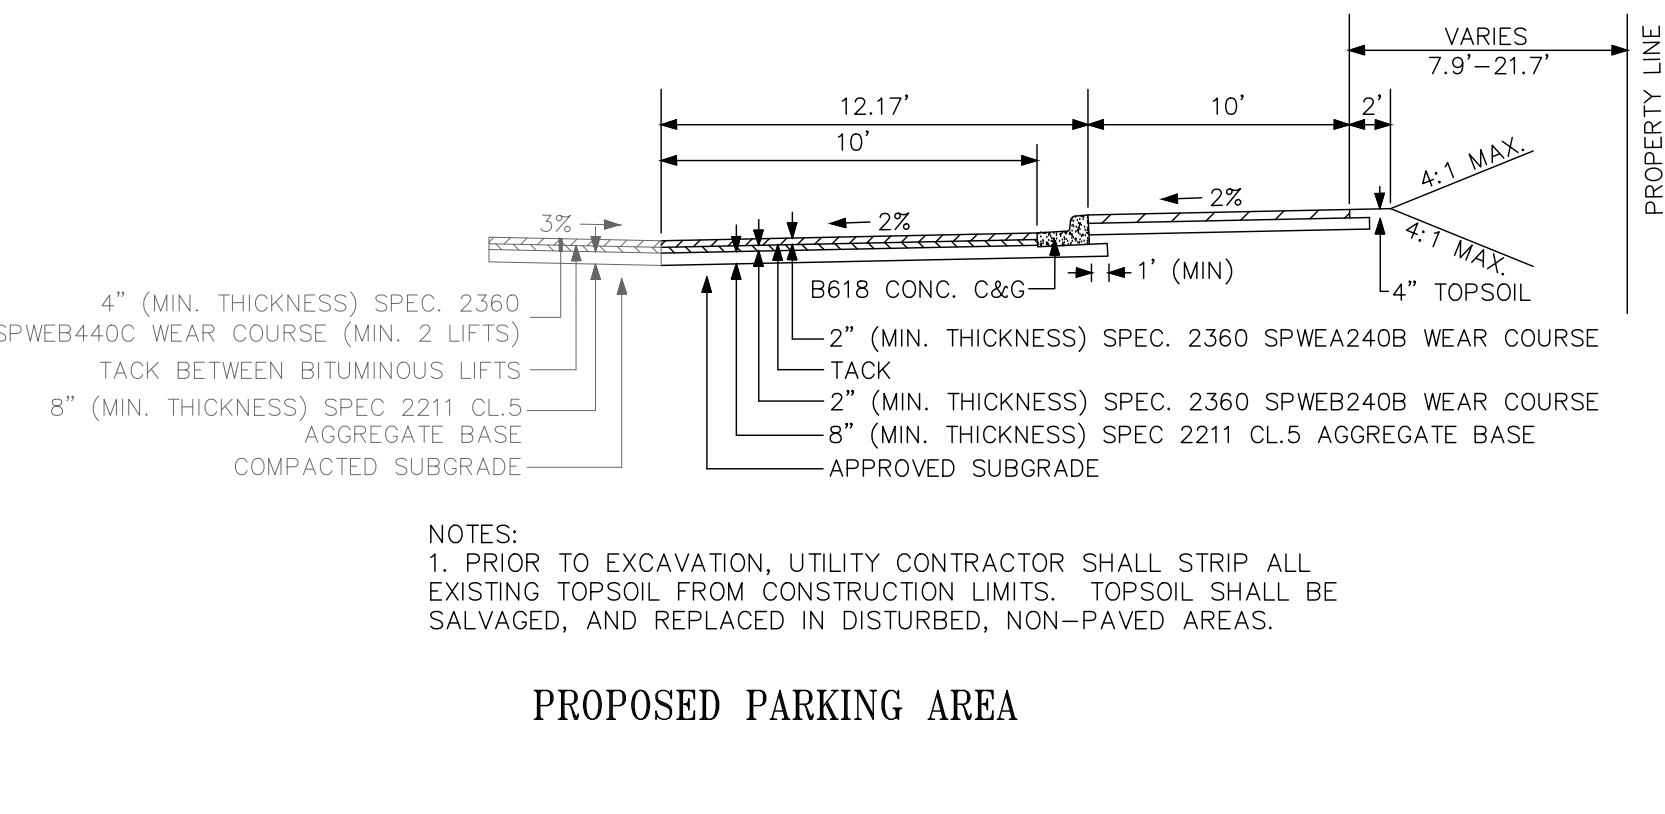 VARIES
7.9'-21.7'
PROPERTY LINE
12.17'
10'
2'
10'
4:1 MAX.
2%
3%
2%
4:1 MAX.
1' (MIN)
B618 CONC. C&G
4" TOPSOIL
4" (MIN. THICKNESS) SPEC. 2360
SPWEB440C WEAR COURSE (MIN. 2 LIFTS)
TACK BETWEEN BITUMINOUS LIFTS
8" (MIN. THICKNESS) SPEC 2211 CL.5
AGGREGATE BASE
COMPACTED SUBGRADE
2" (MIN. THICKNESS) SPEC. 2360 SPWEA240B WEAR COURSE
TACK
2" (MIN. THICKNESS) SPEC. 2360 SPWEB240B WEAR COURSE
8" (MIN. THICKNESS) SPEC 2211 CL.5 AGGREGATE BASE
APPROVED SUBGRADE
NOTES:
1. PRIOR TO EXCAVATION, UTILITY CONTRACTOR SHALL STRIP ALL
EXISTING TOPSOIL FROM CONSTRUCTION LIMITS. TOPSOIL SHALL BE
SALVAGED, AND REPLACED IN DISTURBED, NON-PAVED AREAS.
PROPOSED PARKING AREA